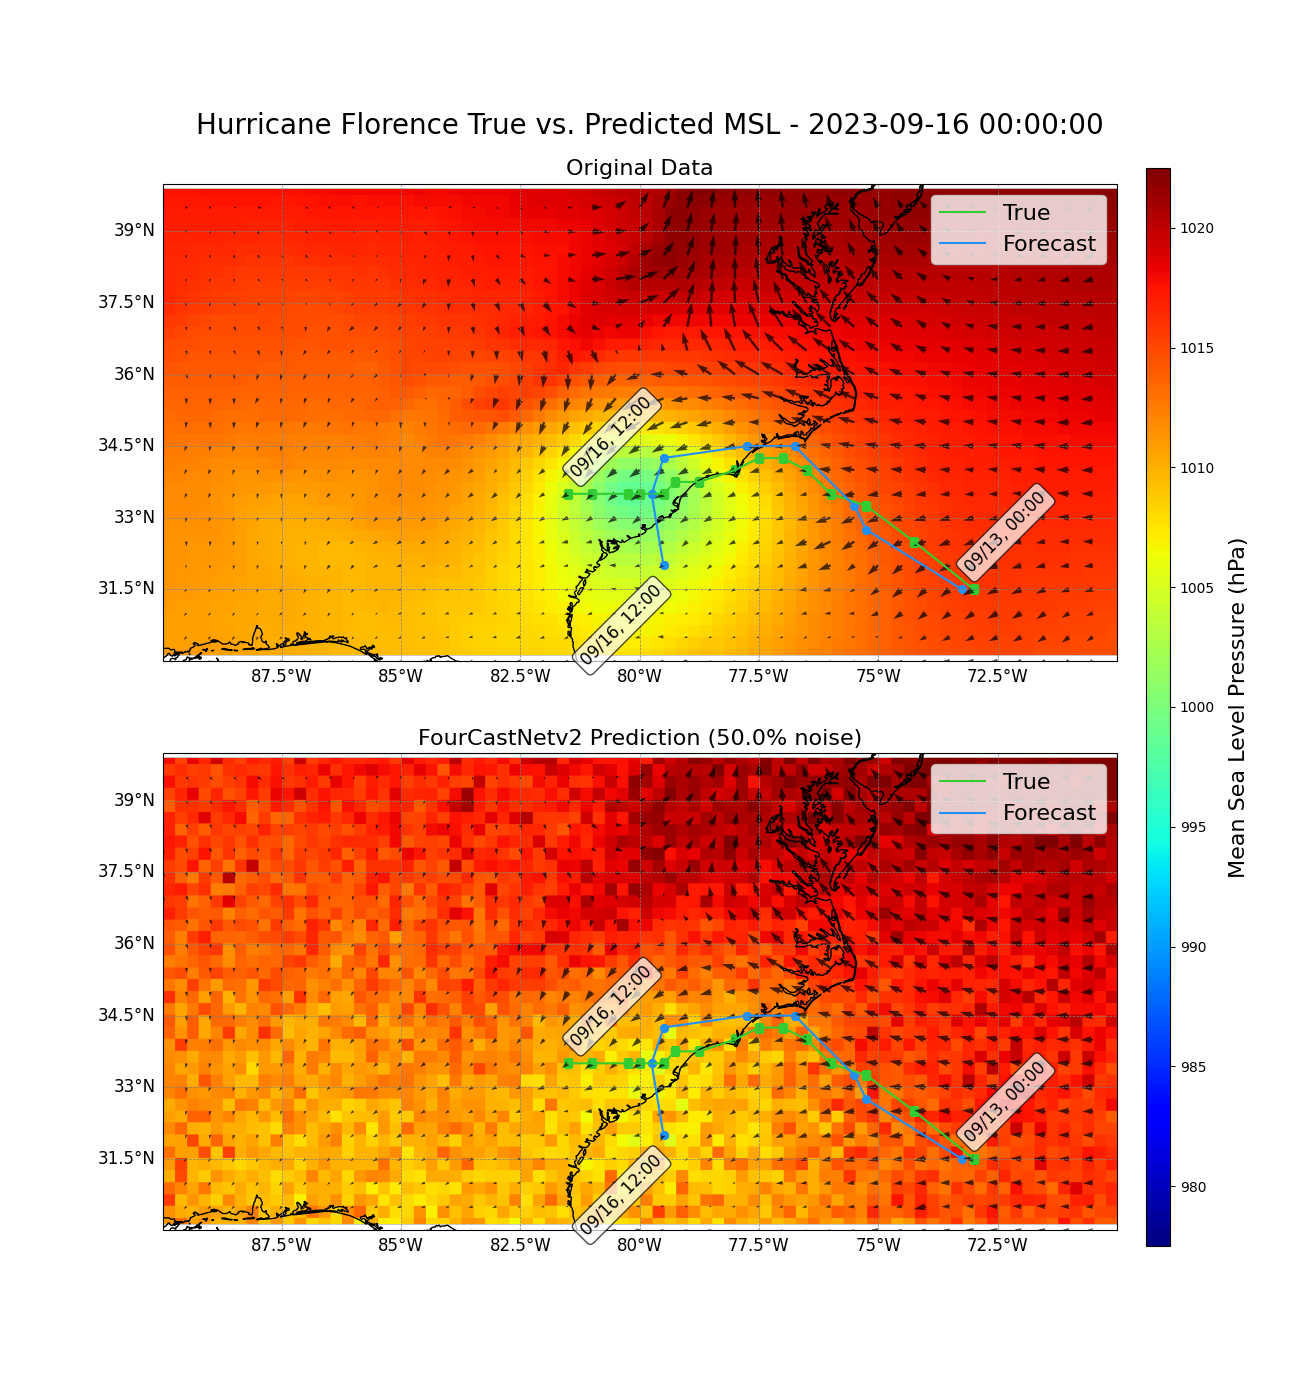 Hurricane Florence True vs. Predicted MSL - 2023-09-16 00:00:00
Original Data
True
Forecast
39°N
37.5°N
36°N
34.5°N
33°N
31.5°N
09/16, 12:00
09/13, 00:00
09/16, 12:00
87.5°W 85°W 82.5°W 80°W 77.5°W 75°W 72.5°W
FourCastNetv2 Prediction (50.0% noise)
True
Forecast
39°N
37.5°N
36°N
34.5°N
33°N
31.5°N
09/16, 12:00
09/13, 00:00
09/16, 12:00
87.5°W 85°W 82.5°W 80°W 77.5°W 75°W 72.5°W
1020
1015
1010
1005
1000
995
990
985
980
Mean Sea Level Pressure (hPa)